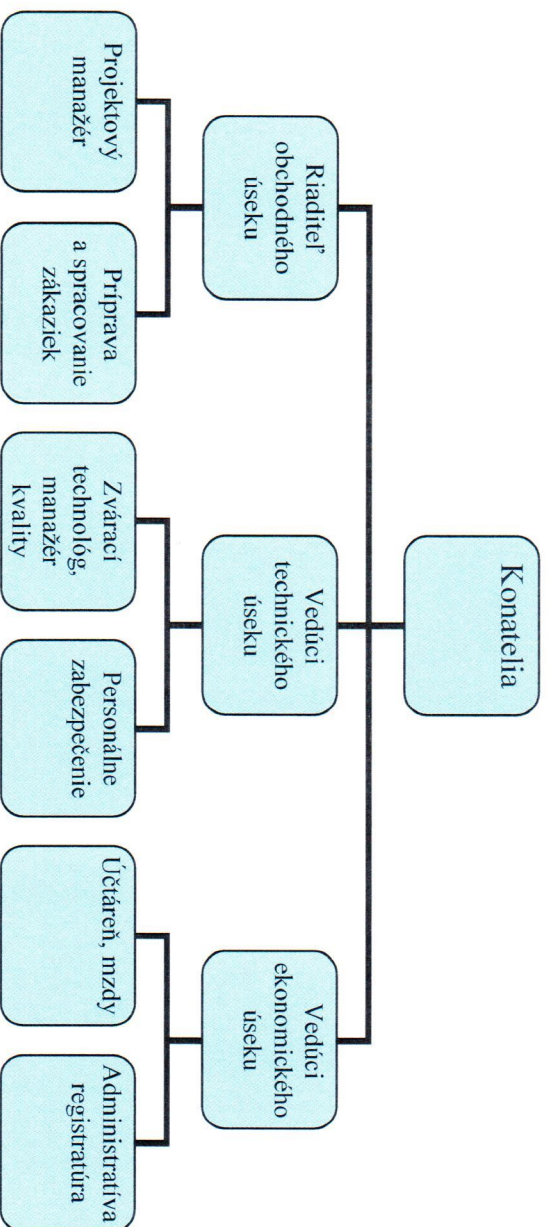 Konatelia
Riaditeľ
obchodného
úseku
Vedúci
technického
úseku
Vedúci
ekonomického
úseku
Projektový
manažér
Príprava
a spracovanie
zákaziek
Zvárací
technológ,
manažér
kvality
Personálne
zabezpečenie
Účtáreň, mzdy
Administratíva
registratúra